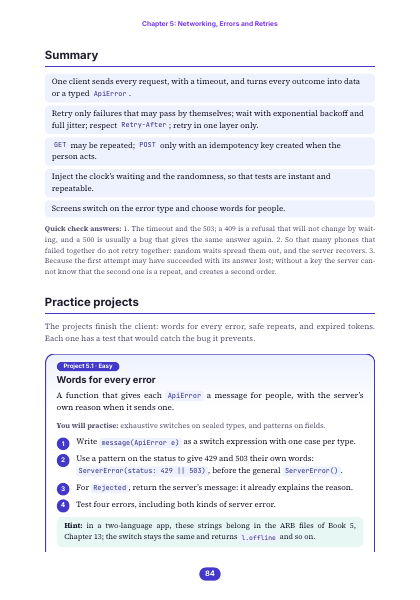 Chapter 5: Networking, Errors and Retries
Summary
One client sends every request, with a timeout, and turns every outcome into data
or a typed ApiError.
Retry only failures that may pass by themselves; wait with exponential backoff and
full jitter; respect Retry-After; retry in one layer only.
GET may be repeated; POST only with an idempotency key created when the
person acts.
Inject the clock's waiting and the randomness, so that tests are instant and
repeatable.
Screens switch on the error type and choose words for people.
Quick check answers: 1. The timeout and the 503; a 409 is a refusal that will not change by wait-
ing, and a 500 is usually a bug that gives the same answer again. 2. So that many phones that
failed together do not retry together: random waits spread them out, and the server recovers. 3.
Because the first attempt may have succeeded with its answer lost; without a key the server can-
not know that the second one is a repeat, and creates a second order.
Practice projects
The projects finish the client: words for every error, safe repeats, and expired tokens.
Each one has a test that would catch the bug it prevents.
Project 5.1 · Easy
Words for every error
A function that gives each ApiError a message for people, with the server's
own reason when it sends one.
You will practise: exhaustive switches on sealed types, and patterns on fields.
1 Write message(ApiError e) as a switch expression with one case per type.
2 Use a pattern on the status to give 429 and 503 their own words:
ServerError(status: 429 || 503), before the general ServerError().
3 For Rejected, return the server's message: it already explains the reason.
4 Test four errors, including both kinds of server error.
Hint: in a two-language app, these strings belong in the ARB files of Book 5,
Chapter 13; the switch stays the same and returns l.offline and so on.
84